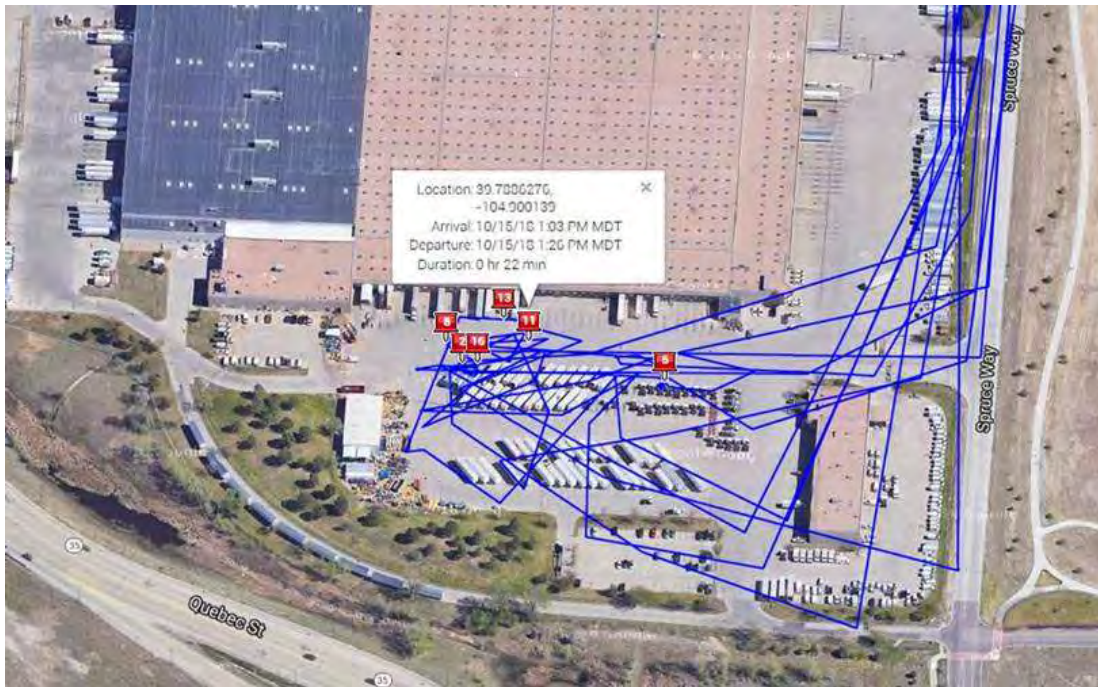 Spruce Way
Location: 39.7886276,
-104.900139
Arrival: 10/15/18 1:03 PM MDT
Departure: 10/15/18 1:26 PM MDT
Duration: 0 hr 22 min
13
11
2
16
5
Spruce Way
35
Quebec St
35